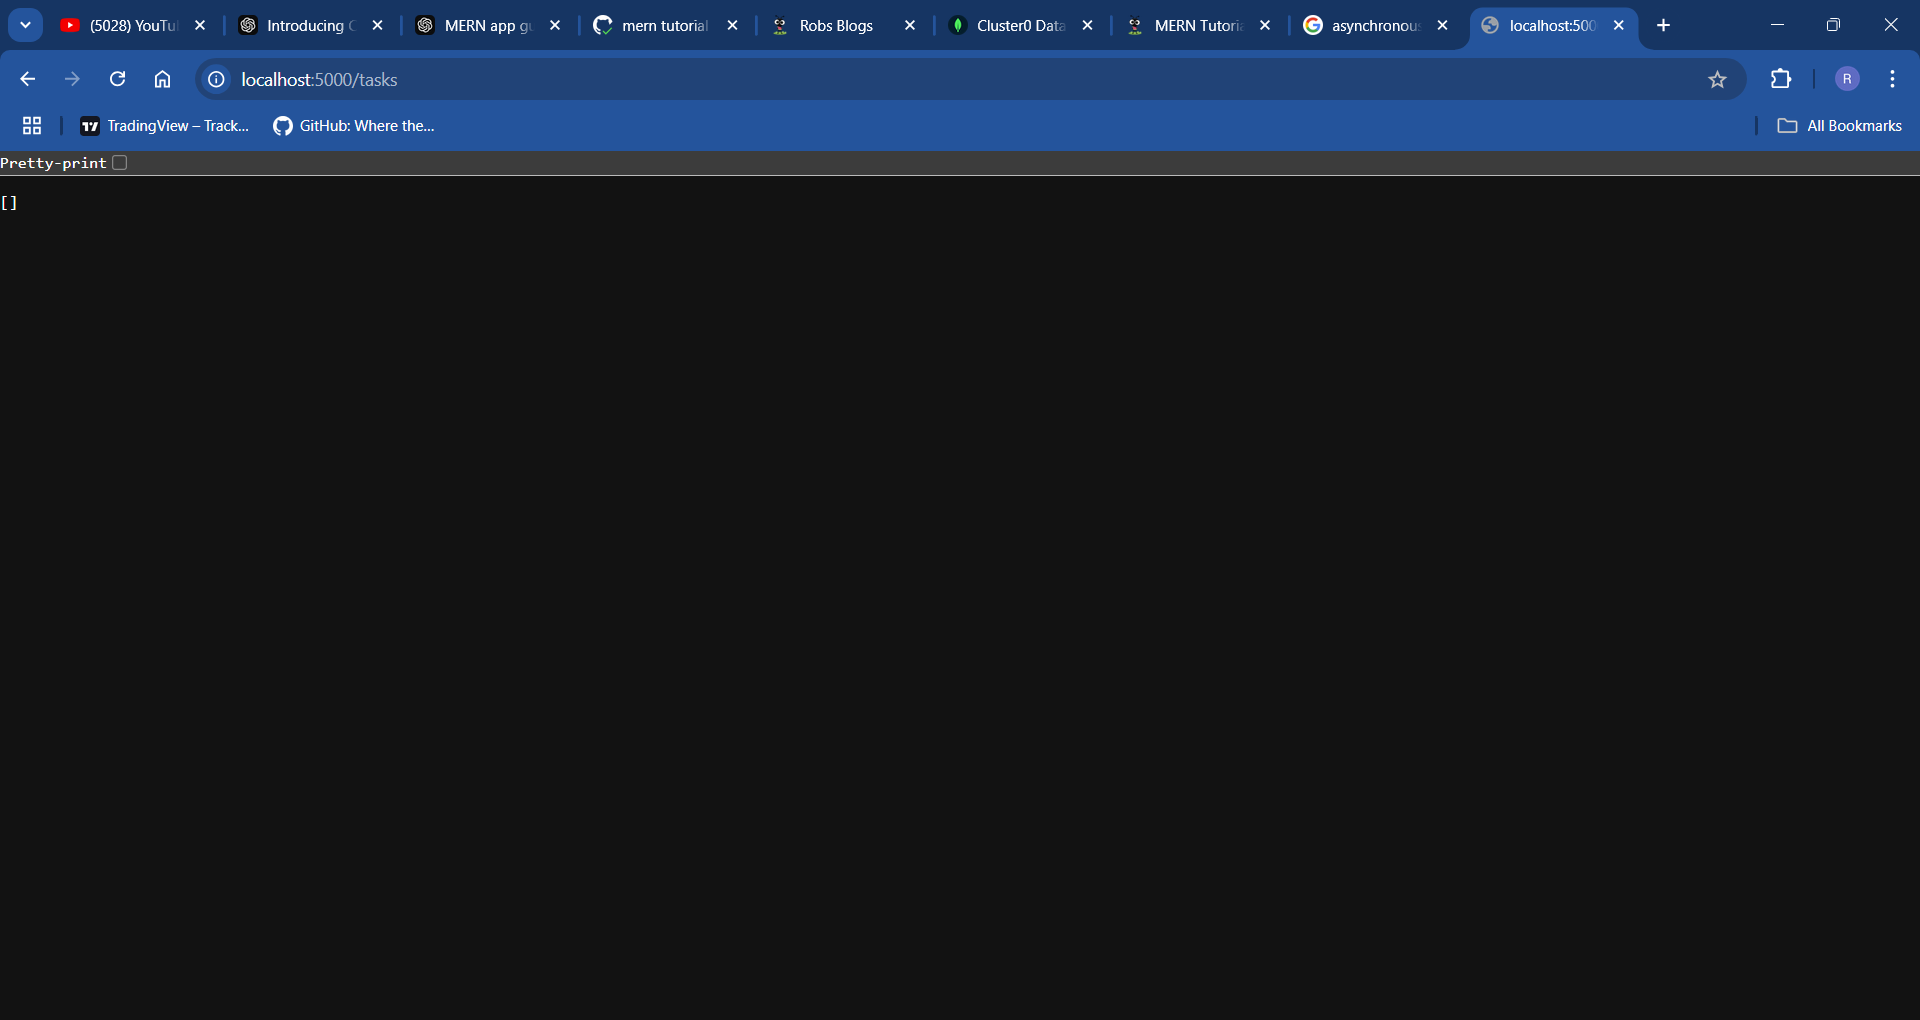 (5028) YouTu
Introducing C
MERN app gu
mern tutorial
Robs Blogs
Cluster0 Data
MERN Tutoria
asynchronous
localhost:500
localhost:5000/tasks
R
TradingView – Track...
GitHub: Where the...
All Bookmarks
Pretty-print
[]